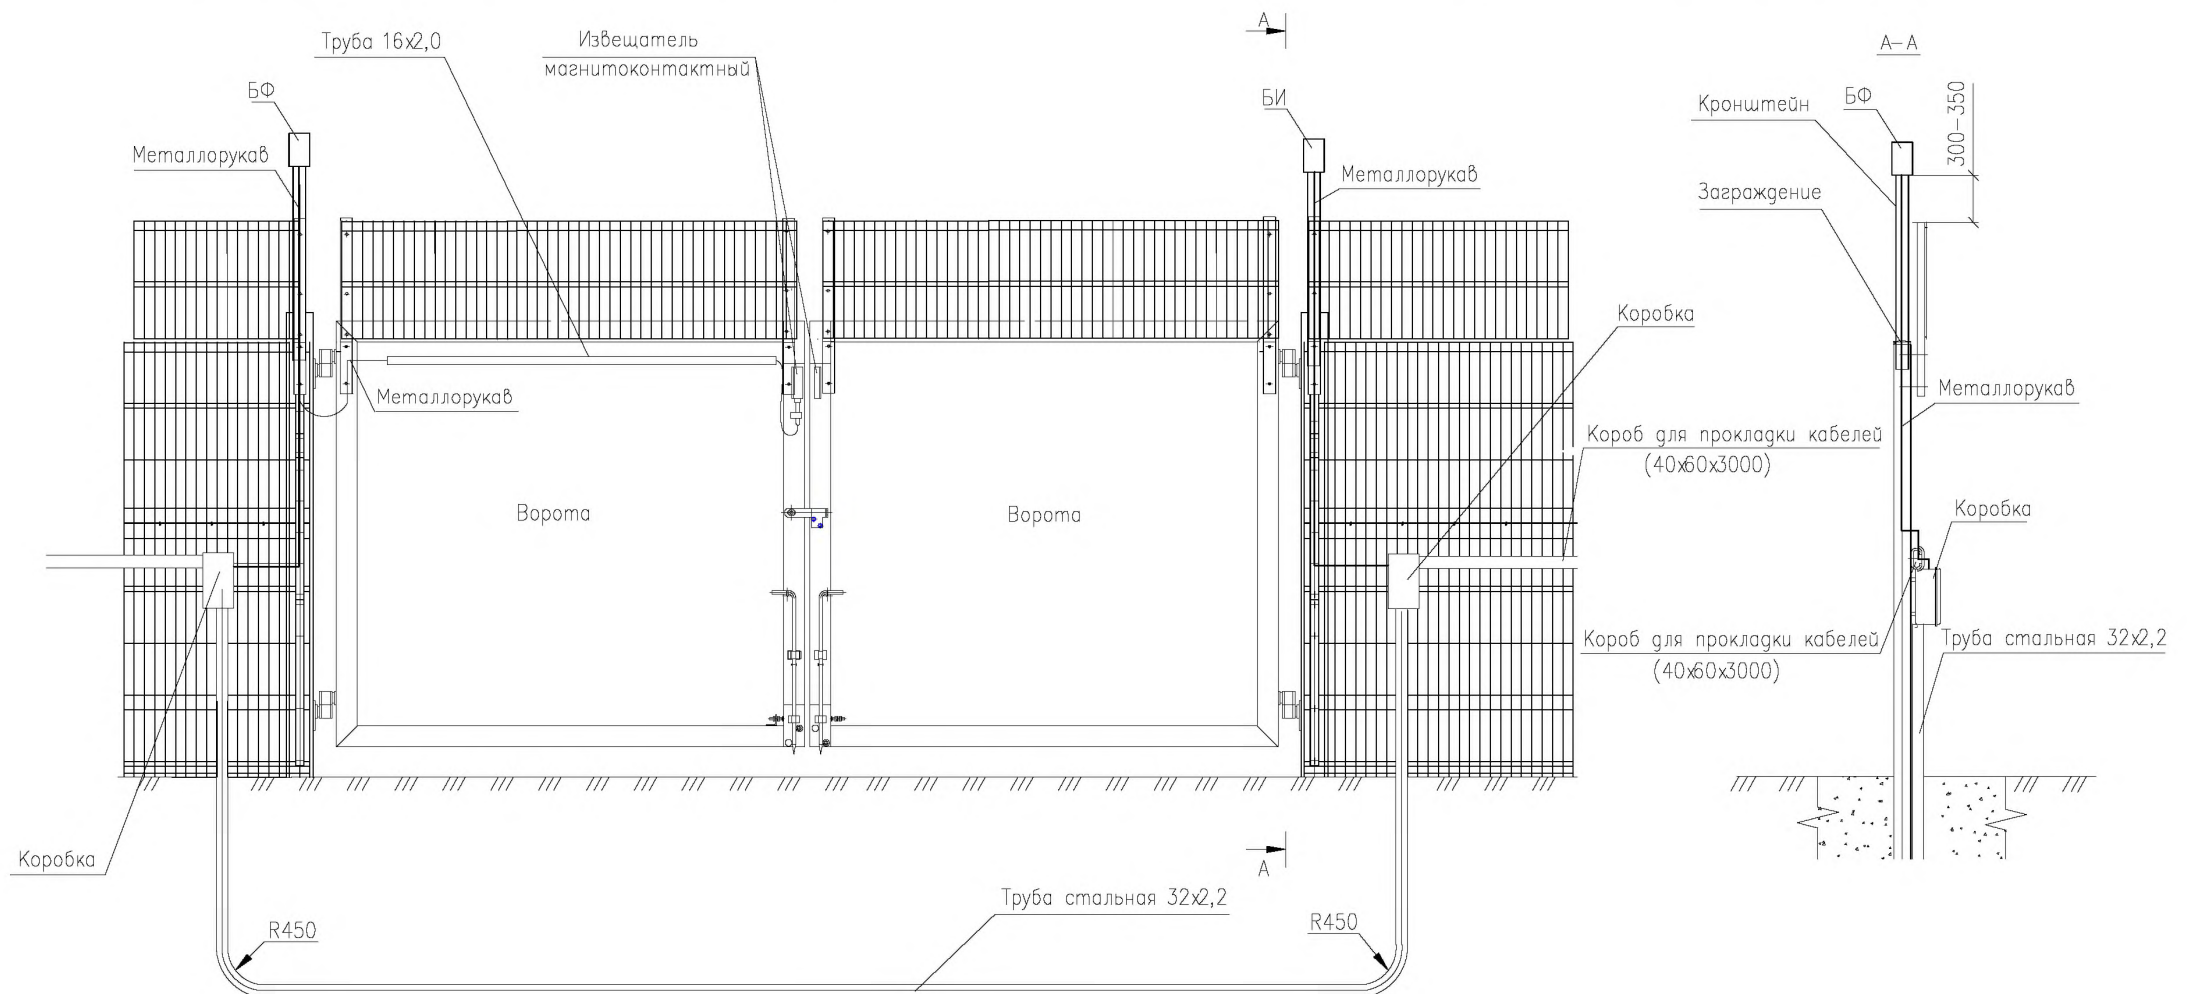 Труба 16х2,0
Извещатель
магнитоконтактный
А
А–А
БФ
БИ
Кронштейн
БФ
300–350
Металлорукав
Металлорукав
Заграждение
Коробка
Металлорукав
Металлорукав
Короб для прокладки кабелей
(40х60х3000)
Ворота
Ворота
Коробка
Короб для прокладки кабелей
(40х60х3000)
Труба стальная 32х2,2
Коробка
А
Труба стальная 32х2,2
R450
R450